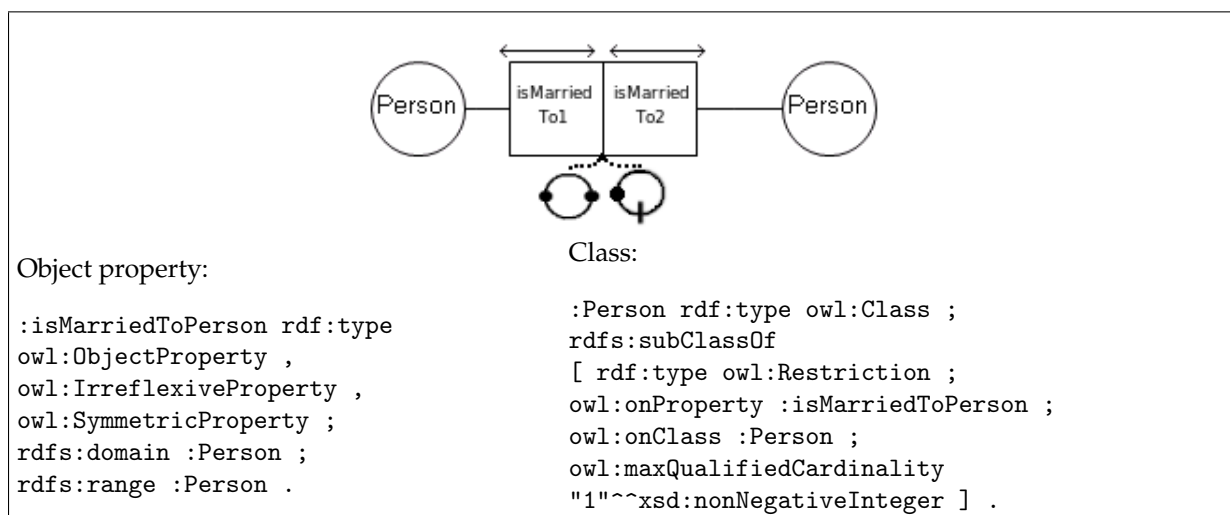 Person
isMarried
To1
isMarried
To2
Person
Object property:
:isMarriedToPerson rdf:type
owl:ObjectProperty ,
owl:IrreflexiveProperty ,
owl:SymmetricProperty ;
rdfs:domain :Person ;
rdfs:range :Person .
Class:
:Person rdf:type owl:Class ;
rdfs:subClassOf
[ rdf:type owl:Restriction ;
owl:onProperty :isMarriedToPerson ;
owl:onClass :Person ;
owl:maxQualifiedCardinality
"1"^^xsd:nonNegativeInteger ] .